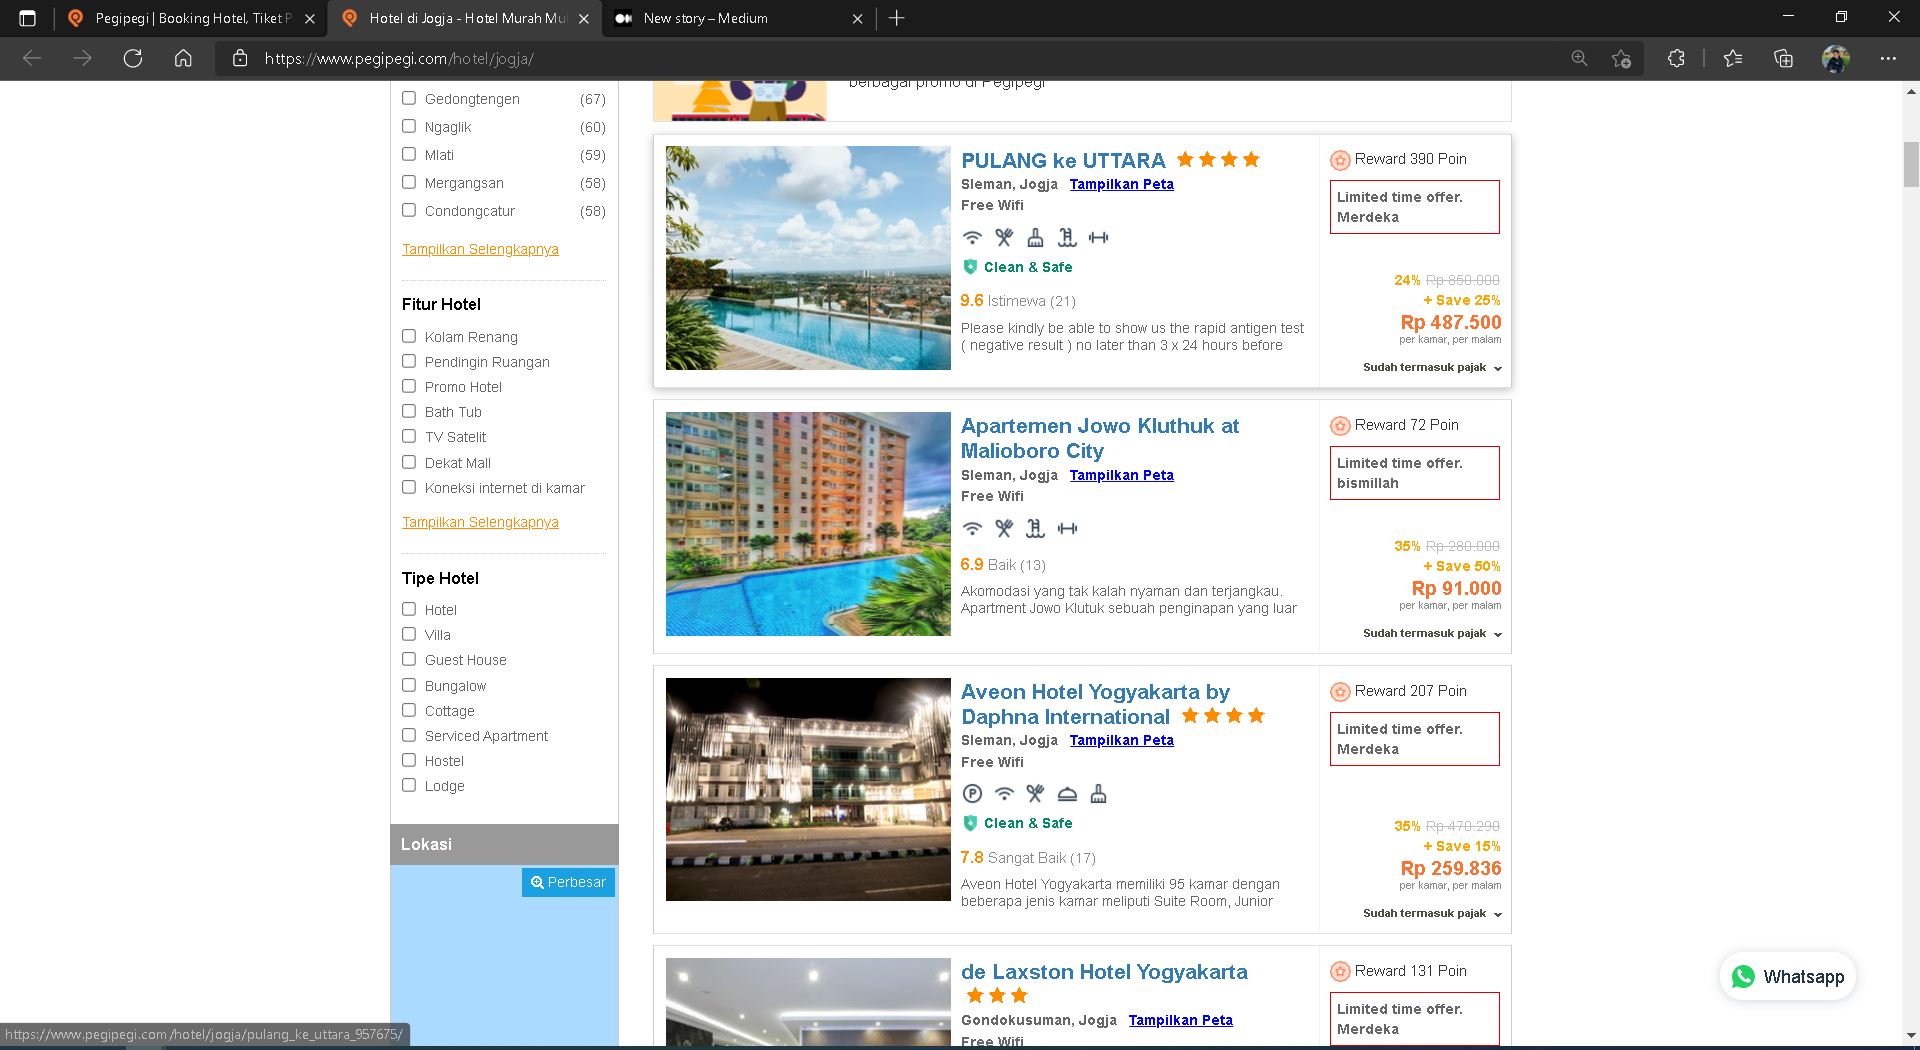 Pegipegi | Booking Hotel, Tiket P
Hotel di Jogja - Hotel Murah Mul
New story – Medium
https://www.pegipegi.com/hotel/jogja/
Gedongtengen (67)
Ngaglik (60)
Mlati (59)
Mergangsan (58)
Condongcatur (58)
Tampilkan Selengkapnya
Fitur Hotel
Kolam Renang
Pendingin Ruangan
Promo Hotel
Bath Tub
TV Satelit
Dekat Mall
Koneksi internet di kamar
Tampilkan Selengkapnya
Tipe Hotel
Hotel
Villa
Guest House
Bungalow
Cottage
Serviced Apartment
Hostel
Lodge
Lokasi
Perbesar
berbagai promo di Pegipegi
PULANG ke UTTARA
Sleman, Jogja Tampilkan Peta
Free Wifi
Clean & Safe
9.6 Istimewa (21)
Please kindly be able to show us the rapid antigen test
( negative result ) no later than 3 x 24 hours before
Reward 390 Poin
Limited time offer.
Merdeka
24% Rp 850.000
+ Save 25%
Rp 487.500
per kamar, per malam
Sudah termasuk pajak
Apartemen Jowo Kluthuk at
Malioboro City
Sleman, Jogja Tampilkan Peta
Free Wifi
6.9 Baik (13)
Akomodasi yang tak kalah nyaman dan terjangkau.
Apartment Jowo Klutuk sebuah penginapan yang luar
Reward 72 Poin
Limited time offer.
bismillah
35% Rp 280.000
+ Save 50%
Rp 91.000
per kamar, per malam
Sudah termasuk pajak
Aveon Hotel Yogyakarta by
Daphna International
Sleman, Jogja Tampilkan Peta
Free Wifi
Clean & Safe
7.8 Sangat Baik (17)
Aveon Hotel Yogyakarta memiliki 95 kamar dengan
beberapa jenis kamar meliputi Suite Room, Junior
Reward 207 Poin
Limited time offer.
Merdeka
35% Rp 470.290
+ Save 15%
Rp 259.836
per kamar, per malam
Sudah termasuk pajak
de Laxston Hotel Yogyakarta
Gondokusuman, Jogja Tampilkan Peta
Free Wifi
Reward 131 Poin
Limited time offer.
Merdeka
Whatsapp
https://www.pegipegi.com/hotel/jogja/pulang_ke_uttara_957675/